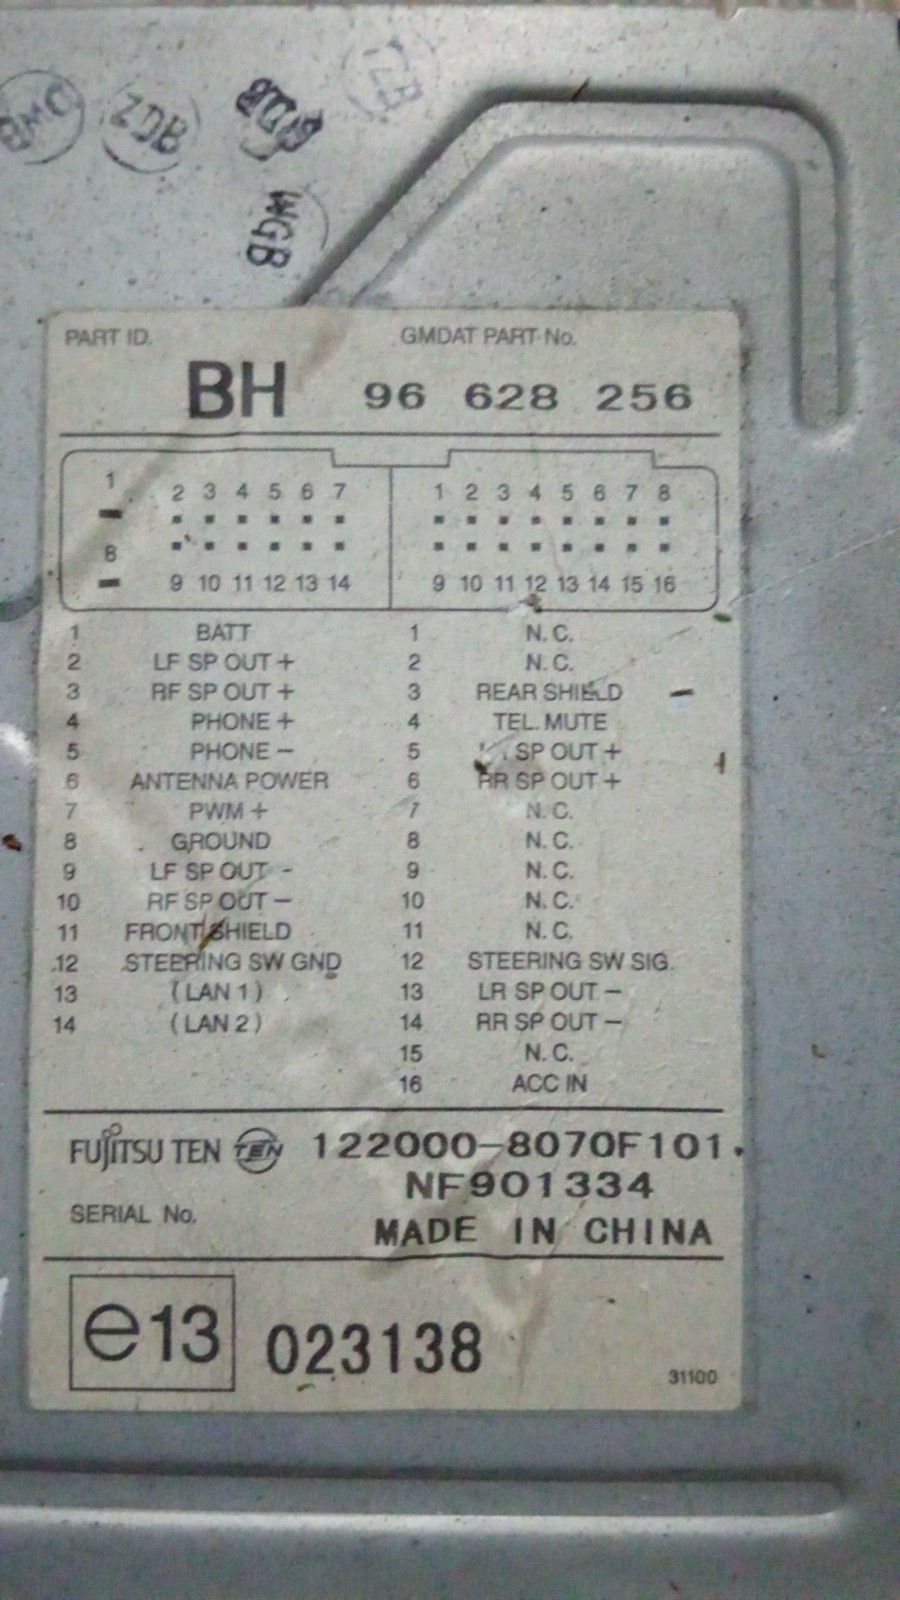 BMC
ZDB
WGB
PART ID. GMDAT PART No.
BH 96 628 256
1 2 3 4 5 6 7 1 2 3 4 5 6 7 8
8 9 10 11 12 13 14 9 10 11 12 13 14 15 16
1 BATT 1 N.C.
2 LF SP OUT + 2 N.C.
3 RF SP OUT + 3 REAR SHIELD
4 PHONE + 4 TEL. MUTE
5 PHONE - 5 SP OUT +
6 ANTENNA POWER 6 RR SP OUT +
7 PWM + 7 N.C.
8 GROUND 8 N.C.
9 LF SP OUT - 9 N.C.
10 RF SP OUT - 10 N.C.
11 FRONT SHIELD 11 N.C.
12 STEERING SW GND 12 STEERING SW SIG.
13 (LAN 1) 13 LR SP OUT -
14 (LAN 2) 14 RR SP OUT -
15 N.C.
16 ACC IN
FUJITSU TEN TEN 122000-8070F101
NF901334
SERIAL No.
MADE IN CHINA
e13 023138
31100